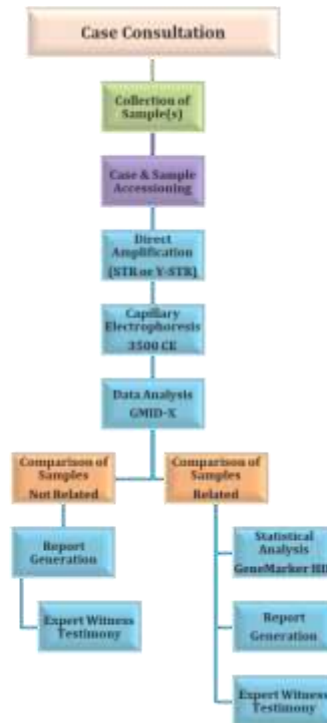 Case Consultation
Collection of
Sample(s)
Case & Sample
Accessioning
Direct
Amplification
(STR or Y-STR)
Capillary
Electrophoresis
3500 CE
Data Analysis
GMID-X
Comparison of
Samples
Not Related
Report
Generation
Expert Witness
Testimony
Comparison of
Samples
Related
Statistical
Analysis
GeneMarker HID
Report
Generation
Expert Witness
Testimony